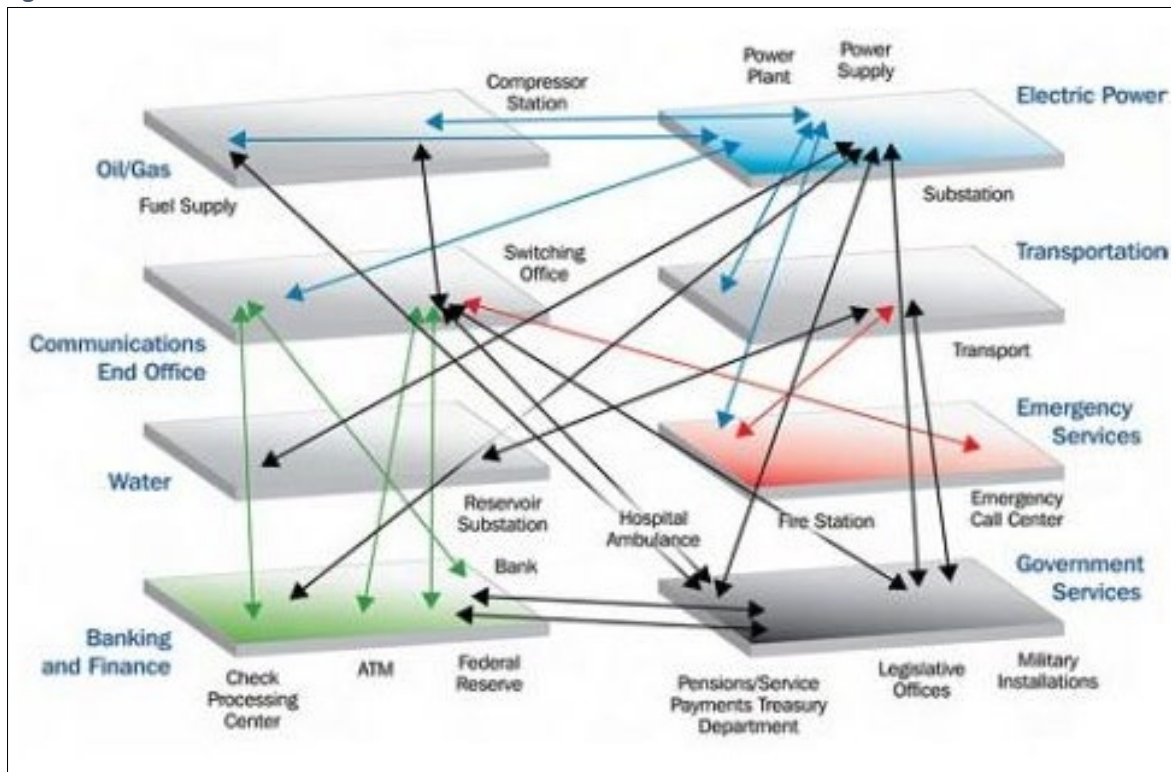 Power
Plant
Power
Supply
Compressor
Station
Electric Power
Oil/Gas
Fuel Supply
Substation
Switching
Office
Transportation
Communications
End Office
Transport
Emergency
Services
Water
Reservoir
Substation
Hospital
Ambulance
Fire Station
Emergency
Call Center
Bank
Government
Services
Banking
and Finance
Check
Processing
Center
ATM
Federal
Reserve
Pensions/Service
Payments Treasury
Department
Legislative
Offices
Military
Installations